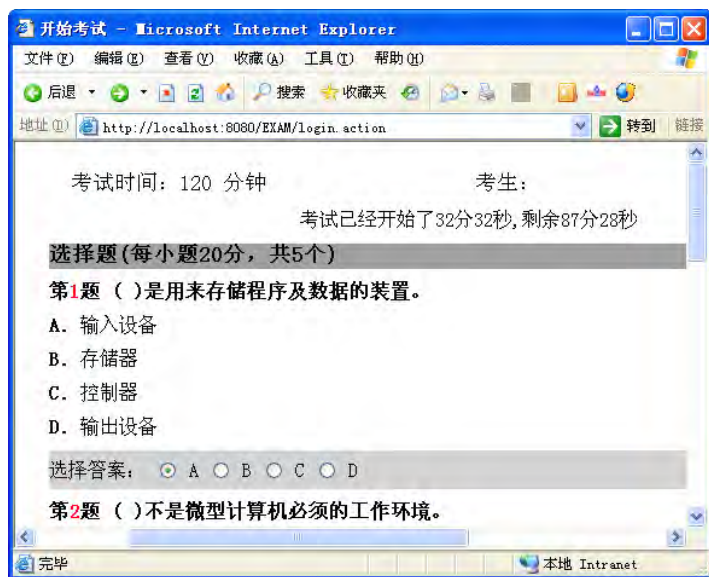 开始考试 - Microsoft Internet Explorer
文件(F) 编辑(E) 查看(V) 收藏(A) 工具(T) 帮助(H)
后退 搜索 收藏夹
地址(D) http://localhost:8080/EXAM/login.action 转到 链接
考试时间: 120 分钟 考生:
考试已经开始了32分32秒,剩余87分28秒
选择题(每小题20分，共5个)
第1题 ( )是用来存储程序及数据的装置。
A. 输入设备
B. 存储器
C. 控制器
D. 输出设备
选择答案: A B C D
第2题 ( )不是微型计算机必须的工作环境。
完毕 本地 Intranet